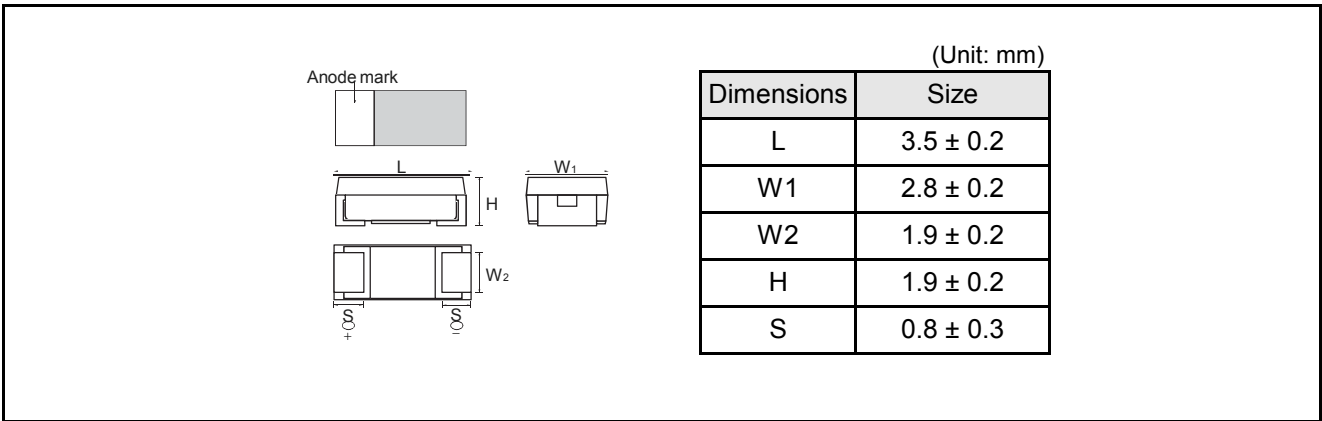 Anode mark
L
W1
H
W2
S
S
+
−
(Unit: mm)
Dimensions Size
L 3.5 ± 0.2
W1 2.8 ± 0.2
W2 1.9 ± 0.2
H 1.9 ± 0.2
S 0.8 ± 0.3